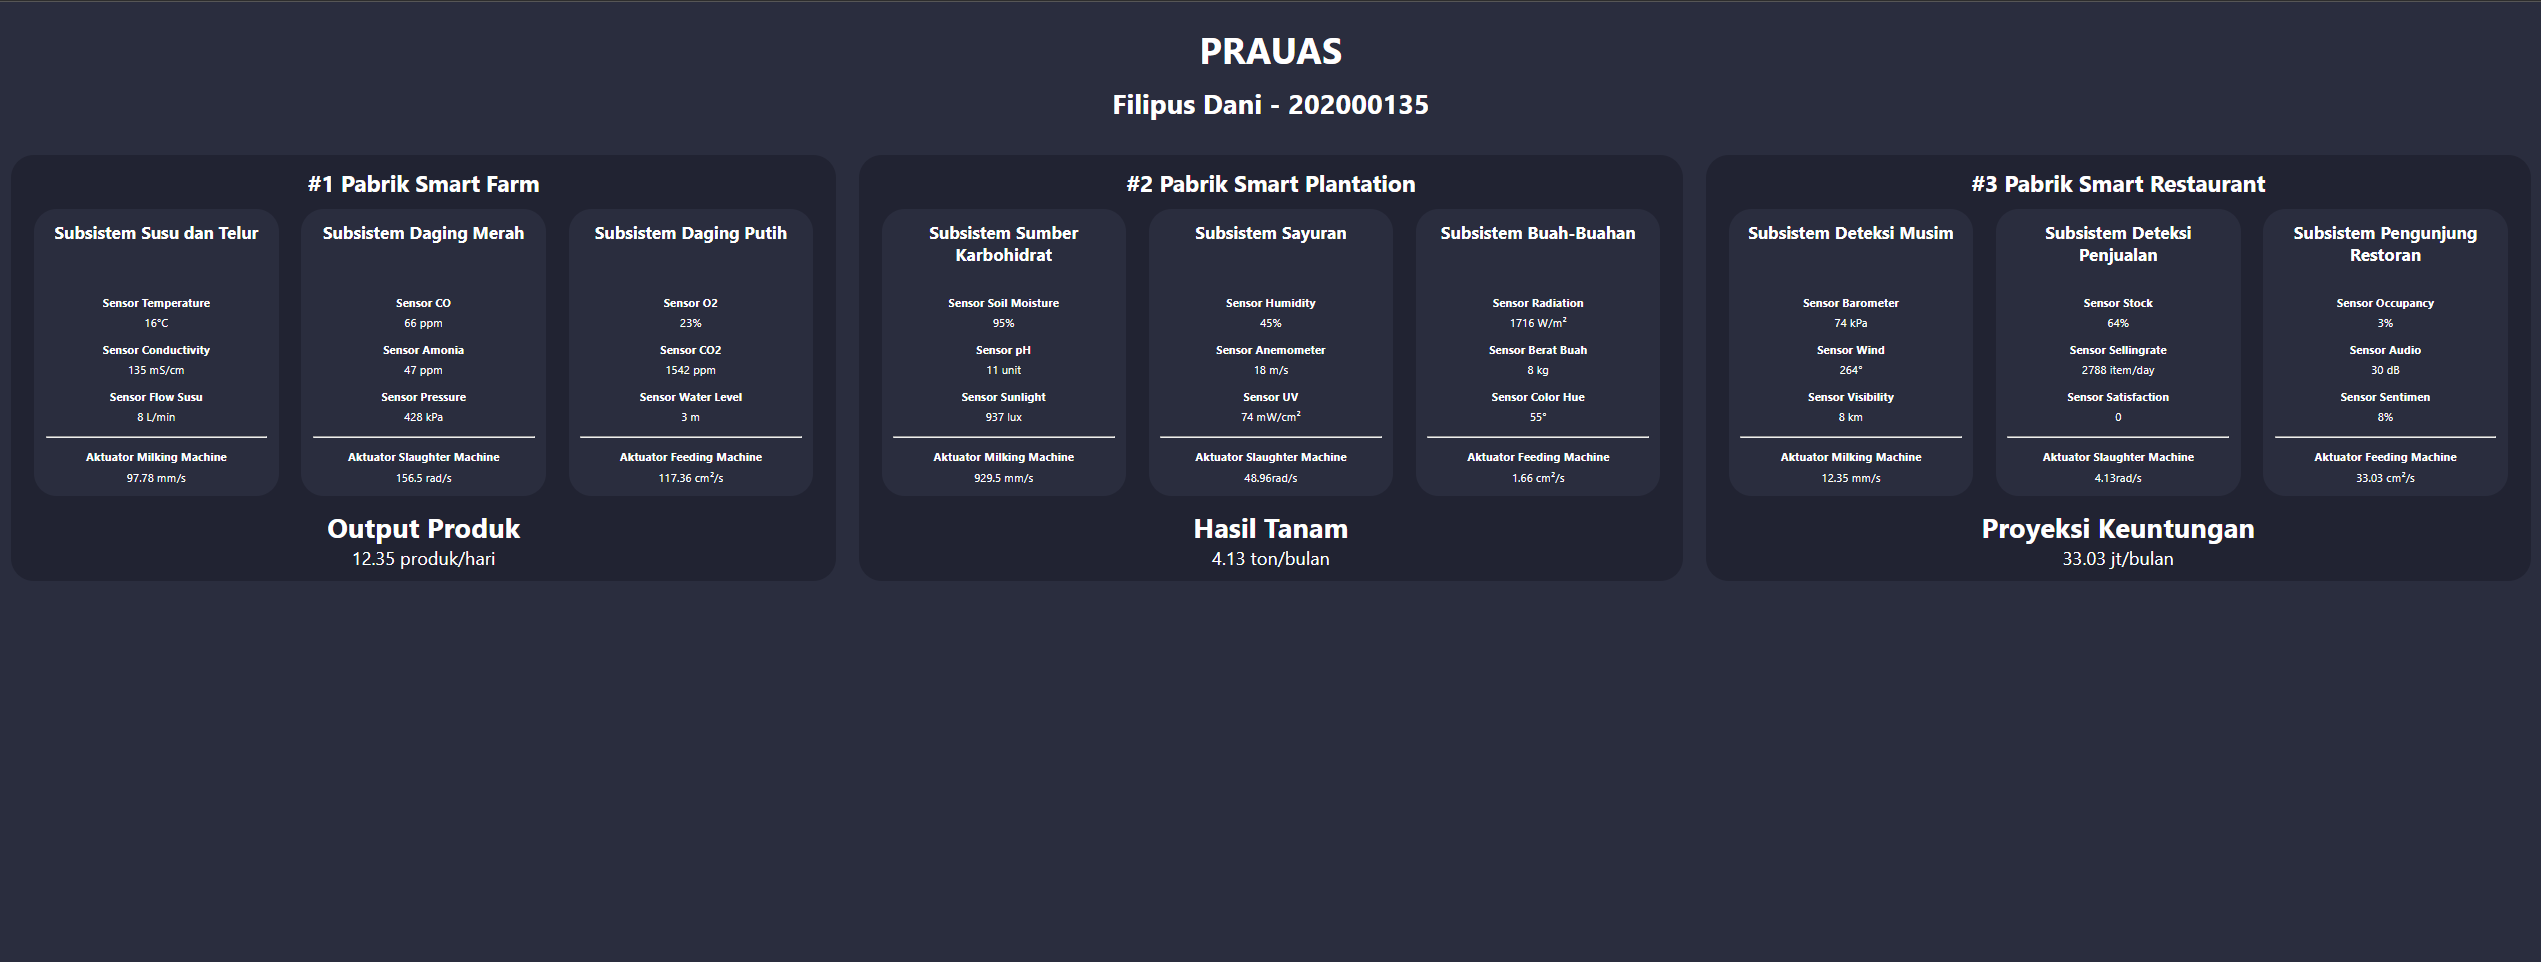 PRAUAS
Filipus Dani - 202000135
#1 Pabrik Smart Farm
Subsistem Susu dan Telur
Sensor Temperature
16°C
Sensor Conductivity
135 mS/cm
Sensor Flow Susu
8 L/min
Aktuator Milking Machine
97.78 mm/s
Subsistem Daging Merah
Sensor CO
66 ppm
Sensor Amonia
47 ppm
Sensor Pressure
428 kPa
Aktuator Slaughter Machine
156.5 rad/s
Subsistem Daging Putih
Sensor O2
23%
Sensor CO2
1542 ppm
Sensor Water Level
3 m
Aktuator Feeding Machine
117.36 cm²/s
Output Produk
12.35 produk/hari
#2 Pabrik Smart Plantation
Subsistem Sumber
Karbohidrat
Sensor Soil Moisture
95%
Sensor pH
11 unit
Sensor Sunlight
937 lux
Aktuator Milking Machine
929.5 mm/s
Subsistem Sayuran
Sensor Humidity
45%
Sensor Anemometer
18 m/s
Sensor UV
74 mW/cm²
Aktuator Slaughter Machine
48.96rad/s
Subsistem Buah-Buahan
Sensor Radiation
1716 W/m²
Sensor Berat Buah
8 kg
Sensor Color Hue
55°
Aktuator Feeding Machine
1.66 cm²/s
Hasil Tanam
4.13 ton/bulan
#3 Pabrik Smart Restaurant
Subsistem Deteksi Musim
Sensor Barometer
74 kPa
Sensor Wind
264°
Sensor Visibility
8 km
Aktuator Milking Machine
12.35 mm/s
Subsistem Deteksi
Penjualan
Sensor Stock
64%
Sensor Sellingrate
2788 item/day
Sensor Satisfaction
0
Aktuator Slaughter Machine
4.13rad/s
Subsistem Pengunjung
Restoran
Sensor Occupancy
3%
Sensor Audio
30 dB
Sensor Sentimen
8%
Aktuator Feeding Machine
33.03 cm²/s
Proyeksi Keuntungan
33.03 jt/bulan